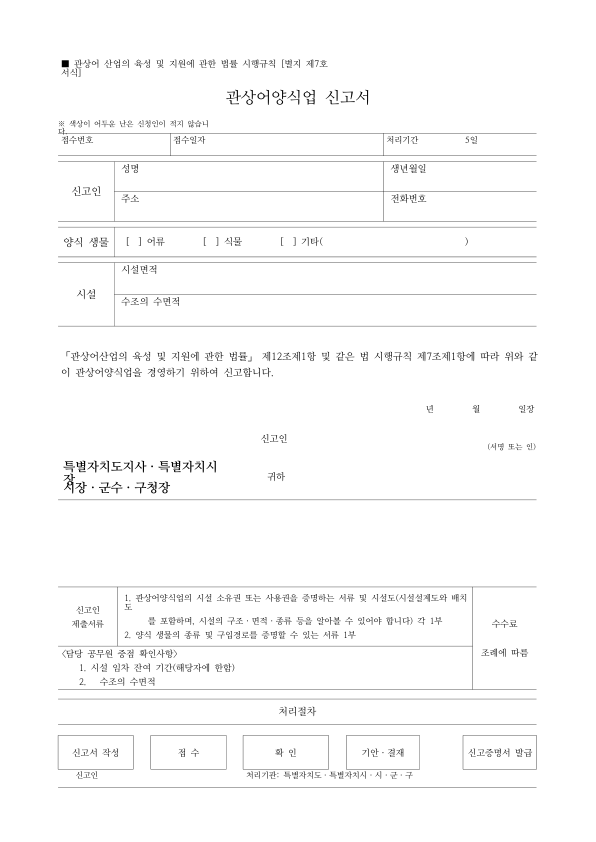 ■ 관상어 산업의 육성 및 지원에 관한 법률 시행규칙 [별지 제7호
서식]
관상어양식업 신고서
※ 색상이 어두운 난은 신청인이 적지 않습니
다.
접수번호 접수일자 처리기간 5일
신고인
성명 생년월일
주소 전화번호
양식 생물 [ ] 어류 [ ] 식물 [ ] 기타( )
시설
시설면적
수조의 수면적
「관상어산업의 육성 및 지원에 관한 법률」 제12조제1항 및 같은 법 시행규칙 제7조제1항에 따라 위와 같
이 관상어양식업을 경영하기 위하여 신고합니다.
년 월 일장
신고인
(서명 또는 인)
특별자치도지사ㆍ특별자치시
장
귀하
시장ㆍ군수ㆍ구청장
신고인
제출서류
1. 관상어양식업의 시설 소유권 또는 사용권을 증명하는 서류 및 시설도(시설설계도와 배치
도
를 포함하며, 시설의 구조ㆍ면적ㆍ종류 등을 알아볼 수 있어야 합니다) 각 1부
2. 양식 생물의 종류 및 구입경로를 증명할 수 있는 서류 1부
수수료
조례에 따름
<담당 공무원 중점 확인사항>
1. 시설 임차 잔여 기간(해당자에 한함)
2. 수조의 수면적
처리절차
신고서 작성 접 수 확 인 기안ㆍ결재 신고증명서 발급
신고인 처리기관: 특별자치도ㆍ특별자치시ㆍ시ㆍ군ㆍ구